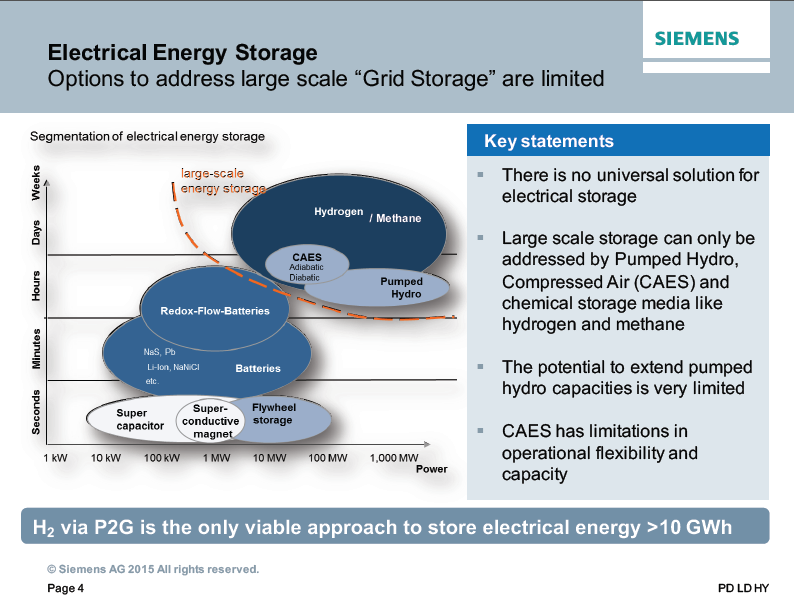 SIEMENS
Electrical Energy Storage
Options to address large scale “Grid Storage” are limited
Segmentation of electrical energy storage
Weeks
Days
Hours
Minutes
Seconds
large-scale
energy storage
Hydrogen / Methane
CAES
Adiabatic
Diabatic
Pumped
Hydro
Redox-Flow-Batteries
NaS, Pb
Li-Ion, NaNiCl
etc.
Batteries
Super
capacitor
Super-
conductive
magnet
Flywheel
storage
1 kW 10 kW 100 kW 1 MW 10 MW 100 MW 1,000 MW
Power
Key statements
▪ There is no universal solution for
electrical storage
▪ Large scale storage can only be
addressed by Pumped Hydro,
Compressed Air (CAES) and
chemical storage media like
hydrogen and methane
▪ The potential to extend pumped
hydro capacities is very limited
▪ CAES has limitations in
operational flexibility and
capacity
H₂ via P2G is the only viable approach to store electrical energy >10 GWh
© Siemens AG 2015 All rights reserved.
Page 4
PD LD HY